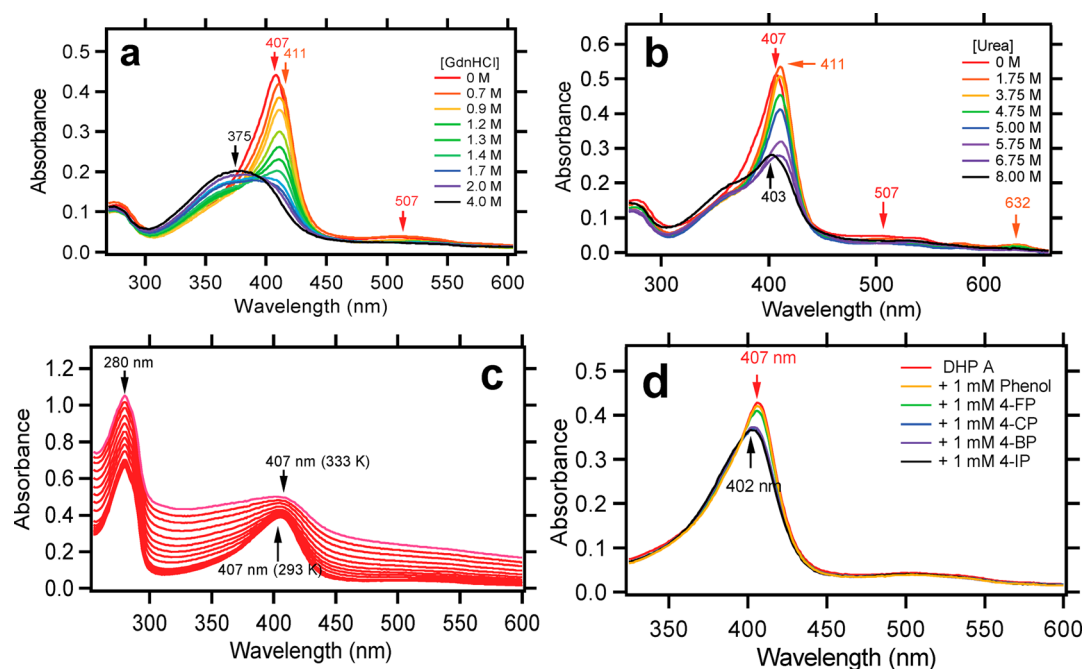 a
407
411
375
507
[GdnHCl]
0 M
0.7 M
0.9 M
1.2 M
1.3 M
1.4 M
1.7 M
2.0 M
4.0 M
Absorbance
0.5
0.4
0.3
0.2
0.1
0.0
300 350 400 450 500 550 600
Wavelength (nm)
b
407
411
403
507
632
[Urea]
0 M
1.75 M
3.75 M
4.75 M
5.00 M
5.75 M
6.75 M
8.00 M
Absorbance
0.6
0.5
0.4
0.3
0.2
0.1
0.0
300 400 500 600
Wavelength (nm)
c
280 nm
407 nm (333 K)
407 nm (293 K)
Absorbance
1.2
1.0
0.8
0.6
0.4
0.2
0.0
300 350 400 450 500 550 600
Wavelength (nm)
d
407 nm
402 nm
DHP A
+ 1 mM Phenol
+ 1 mM 4-FP
+ 1 mM 4-CP
+ 1 mM 4-BP
+ 1 mM 4-IP
Absorbance
0.5
0.4
0.3
0.2
0.1
0.0
350 400 450 500 550 600
Wavelength (nm)